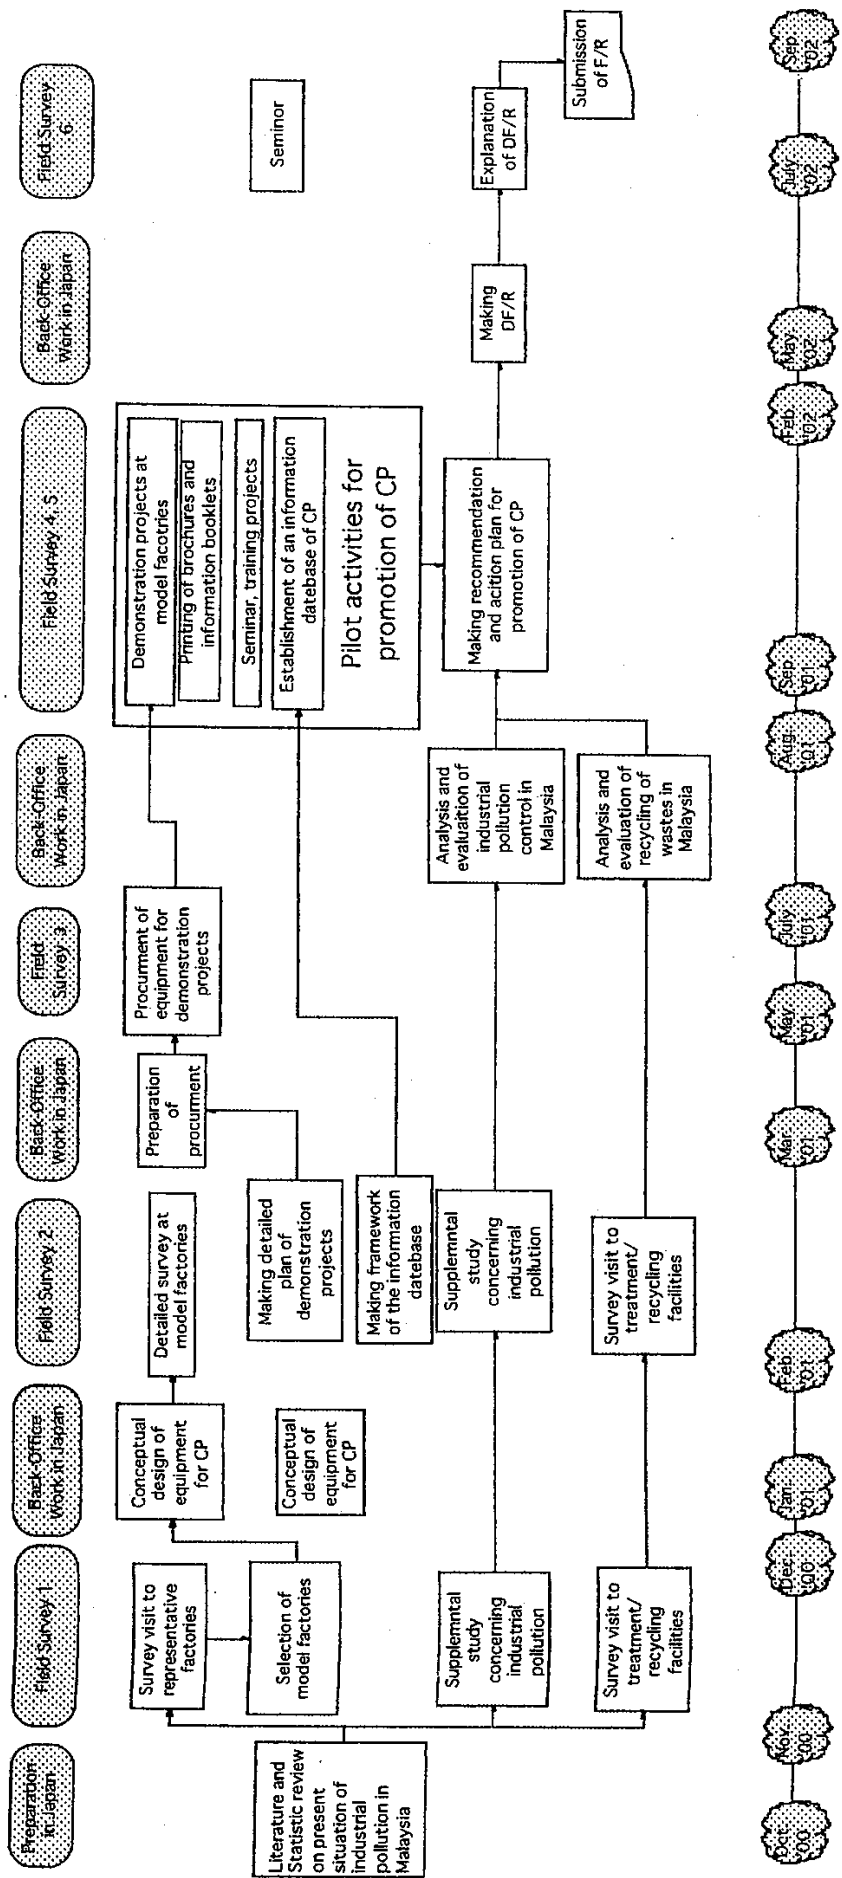 Preparation
in Japan
Field Survey 1
Back-Office
Work in Japan
Field Survey 2
Back-Office
Work in Japan
Field
Survey 3
Back-Office
Work in Japan
Field Survey 4, 5
Back-Office
Work in Japan
Field Survey
6
Literature and
Statistic review
on present
situation of
industrial
pollution in
Malaysia
Survey visit to
representative
factories
Selection of
model factories
Supplemntal
study
concerning
industrial
pollution
Survey visit to
treatment/
recycling
facilities
Conceptual
design of
equipment
for CP
Conceptual
design of
equipment
for CP
Detailed survey at
model factories
Making detailed
plan of
demonstration
projects
Making framework
of the information
datebase
Supplemntal
study
concerning
industrial
pollution
Survey visit to
treatment/
recycling
facilities
Preparation
of
procurment
Procurment of
equipment for
demonstration
projects
Analysis and
evaluaition of
industrial
pollution
control in
Malaysia
Analysis and
evaluation of
recycling of
wastes in
Malaysia
Demonstration projects at
model facotries
Printing of brochures and
information booklets
Seminar, training projects
Establishment of an information
datebase of CP
Pilot activities for
promotion of CP
Making recommendation
and acition plan for
promotion of CP
Making
DF/R
Seminar
Explanation
of DF/R
Submission
of F/R
Oct.
'00
Nov.
'00
Dec.
'00
Jan.
'01
Feb.
'01
Mar.
'01
May.
'01
July
'01
Aug.
'01
Sep
'01
Feb.
'02
May.
'02
July
'02
Sep
'02